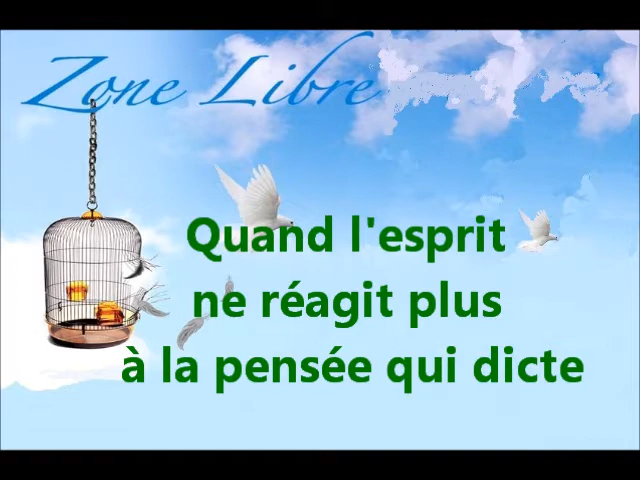 Zone Libre
Quand l'esprit
ne réagit plus
à la pensée qui dicte